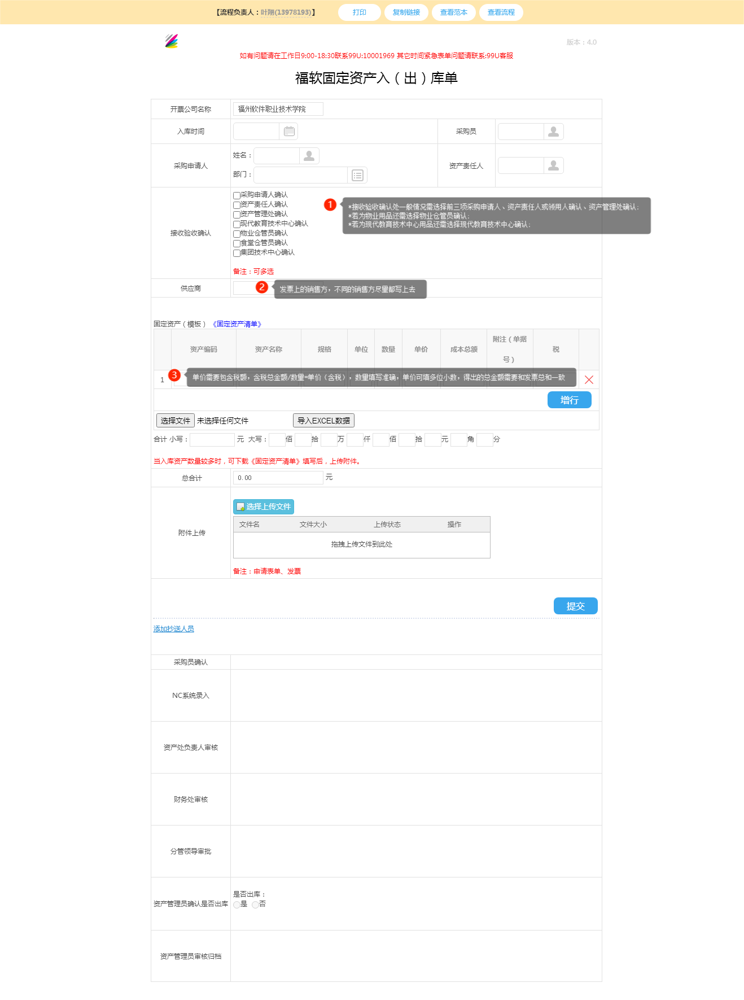 【流程负责人：叶翔(13978193)】 打印 复制链接 查看范本 查看流程
版本：4.0
如有问题请在工作日9:00-18:30联系99U:10001969 其它时间紧急表单问题请联系:99U客服
福软固定资产入（出）库单
开票公司名称 福州软件职业技术学院
入库时间 采购员
采购申请人 姓名： 资产责任人
部门：
接收验收确认
采购申请人确认
资产责任人确认
资产管理处确认
现代教育技术中心确认
物业仓管员确认
食堂仓管员确认
集团技术中心确认
备注：可多选
1
*接收验收确认处一般情况需选择前三项采购申请人、资产责任人或领用人确认、资产管理处确认;
*若为物业用品还需选择物业仓管员确认;
*若为现代教育技术中心用品还需选择现代教育技术中心确认;
供应商 2 发票上的销售方，不同的销售方尽量都写上去
固定资产（模板） 《固定资产清单》
资产编码 资产名称 规格 单位 数量 单价 成本总额 附注（单据号） 税
1 3 单价需要包含税额，含税总金额/数量=单价（含税），数量填写准确，单价可填多位小数，得出的总金额需要和发票总和一致
增行
选择文件 未选择任何文件 导入EXCEL数据
合计 小写： 元 大写： 佰 拾 万 仟 佰 拾 元 角 分
当入库资产数量较多时，可下载《固定资产清单》填写后，上传附件。
总合计 0.00 元
附件上传
选择上传文件
文件名 文件大小 上传状态 操作
拖拽上传文件到此处
备注：申请表单、发票
提交
添加抄送人员
采购员确认
NC系统录入
资产处负责人审核
财务处审核
分管领导审批
资产管理员确认是否出库
是否出库：
是 否
资产管理员审核归档